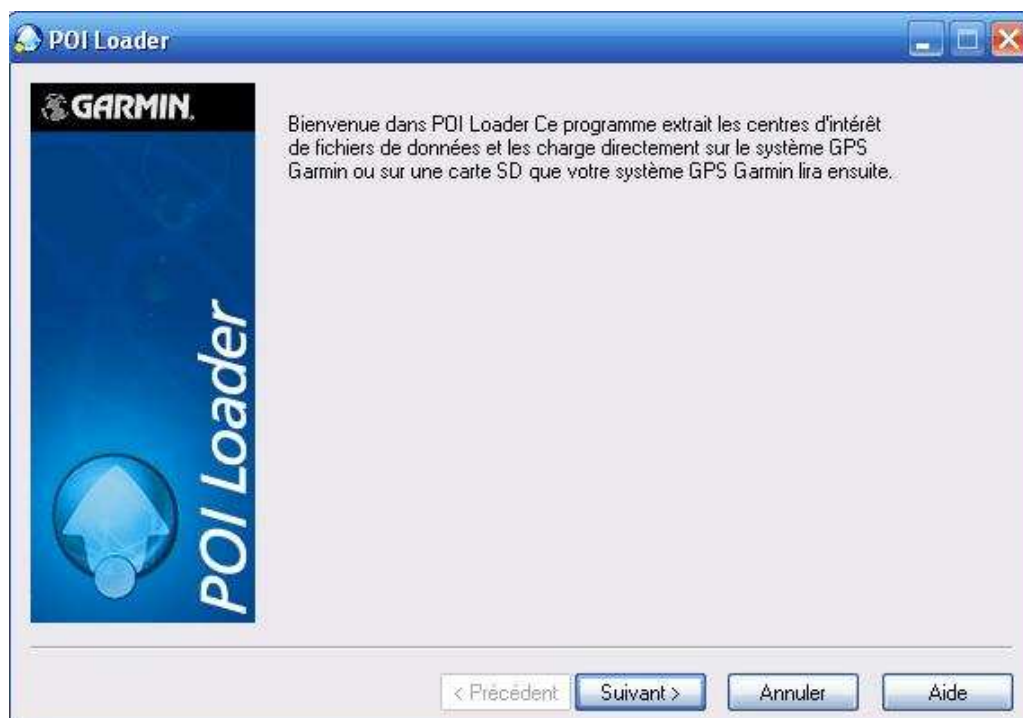 POI Loader
GARMIN.
Bienvenue dans POI Loader Ce programme extrait les centres d'intérêt
de fichiers de données et les charge directement sur le système GPS
Garmin ou sur une carte SD que votre système GPS Garmin lira ensuite.
POI Loader
< Précédent
Suivant >
Annuler
Aide